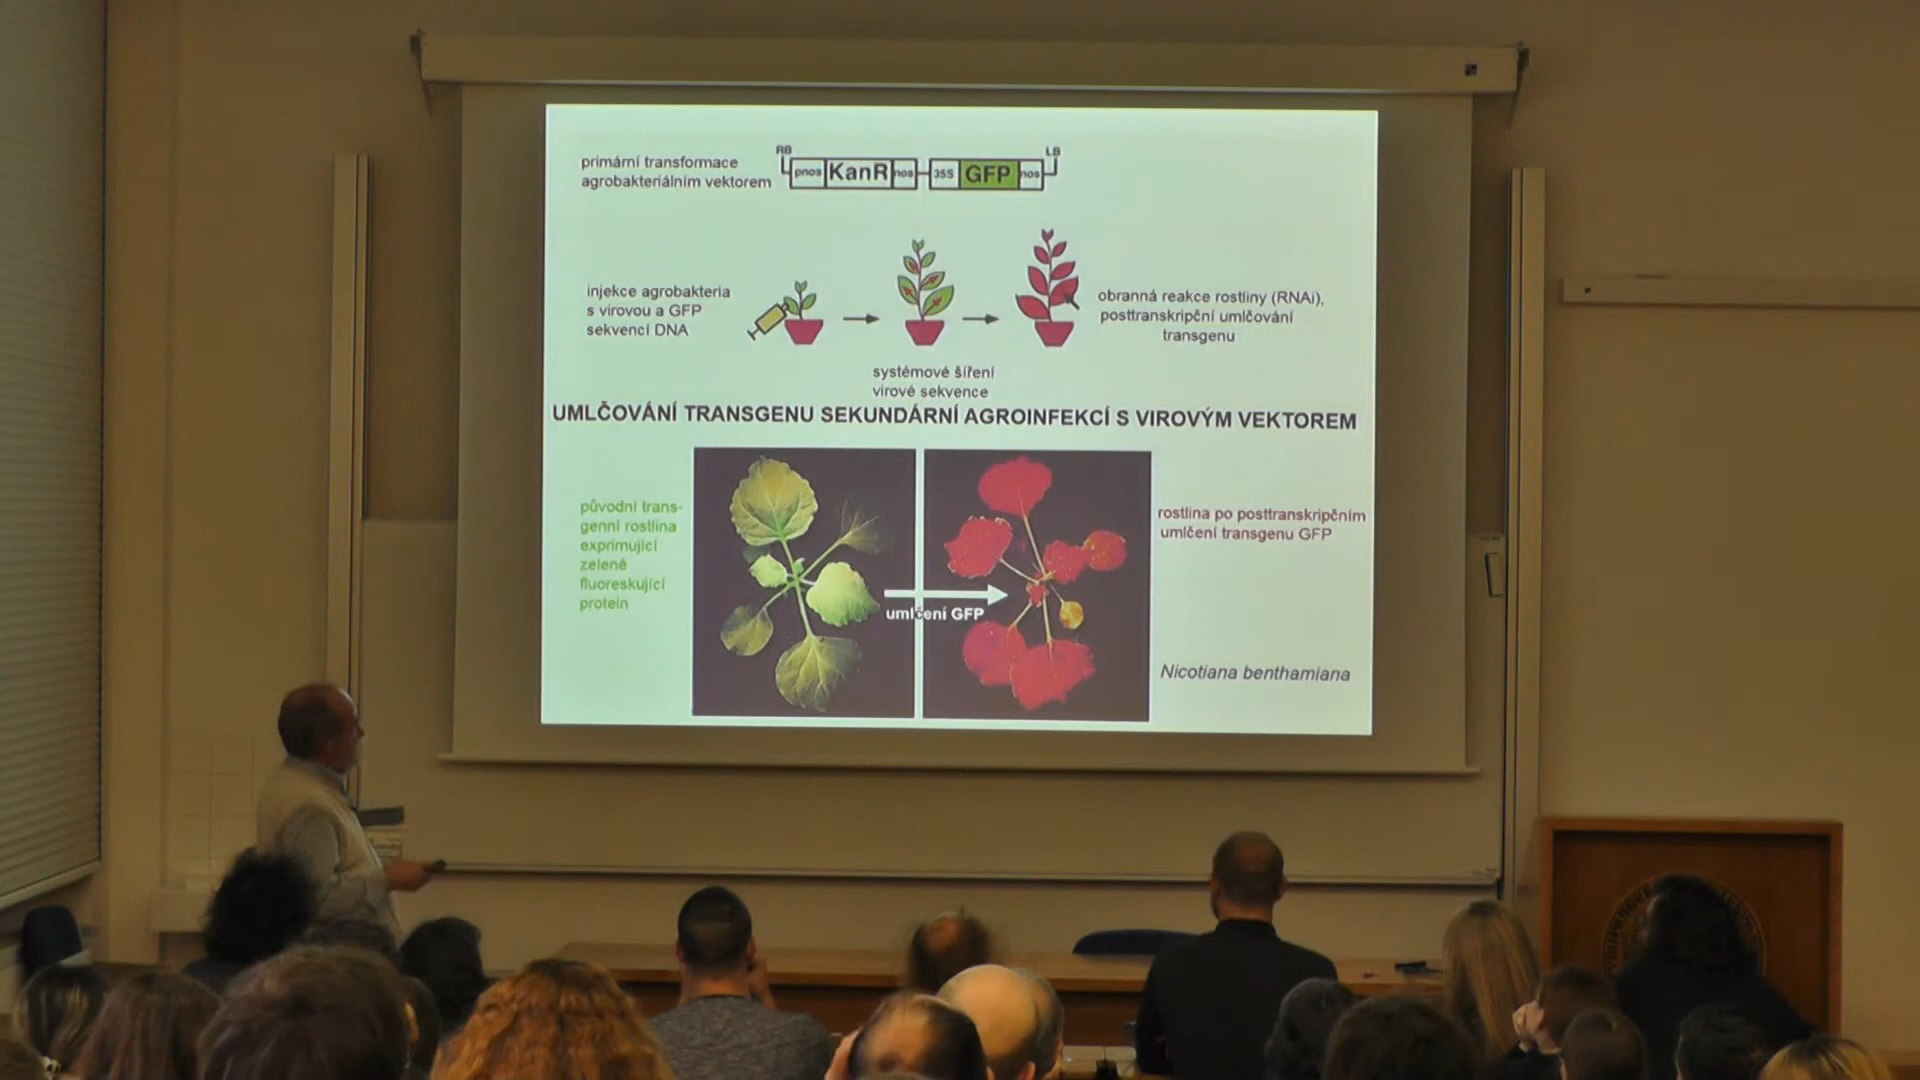 RB
LB
primární transformace
agrobakteriálním vektorem
pnos KanR nos 35S GFP nos
injekce agrobakteria
s virovou a GFP
sekvencí DNA
obranná reakce rostliny (RNAi),
posttranskripční umlčování
transgenu
systémové šíření
virové sekvence
UMLČOVÁNÍ TRANSGENU SEKUNDÁRNÍ AGROINFEKCÍ S VIROVÝM VEKTOREM
původní trans-
genní rostlina
exprimující
zeleně
fluoreskující
protein
umlčení GFP
rostlina po posttranskripčním
umlčení transgenu GFP
Nicotiana benthamiana